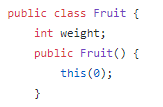 public class Fruit {
    int weight;
    public Fruit() {
        this(0);
    }